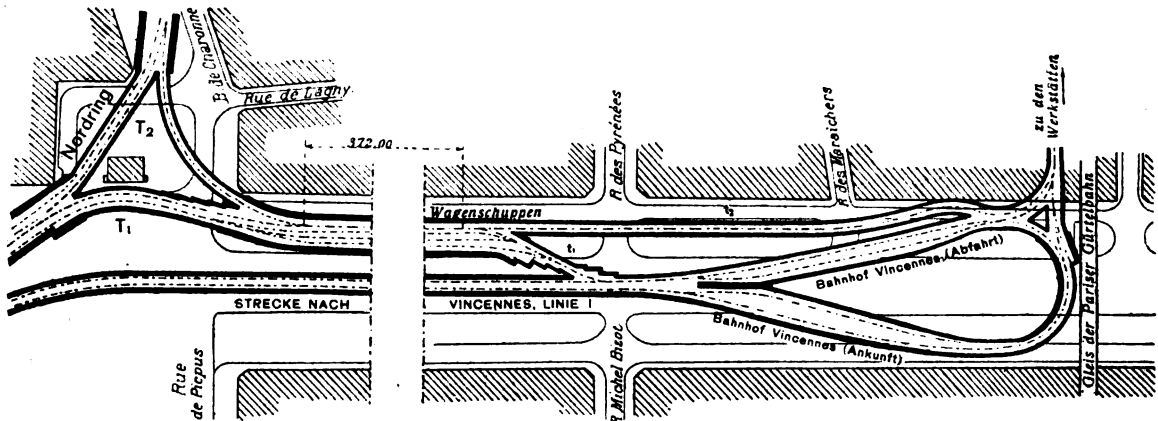 B. de Charonne
Rue de Lagny.
Nordring
T2
T1
372.00
R des Pyrénées
R des Maraichers
zu den
Werkstätten
Wagenschuppen
t2
t1
Bahnhof Vincennes (Abfahrt)
Bahnhof Vincennes (Ankunft)
STRECKE NACH VINCENNES, LINIE I
Rue
de Picpus
R Michel Bizot
Gleis der Pariser Gürtelbahn